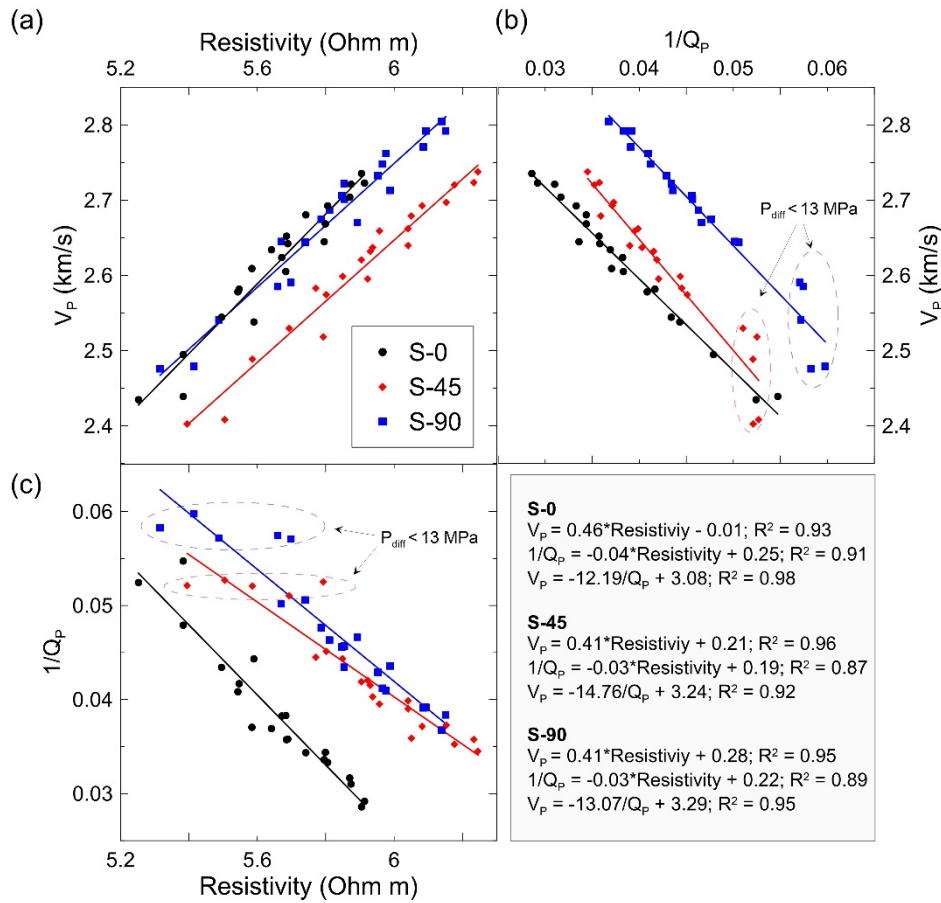 (a)
Resistivity (Ohm m)
5.2 5.6 6
V_P (km/s)
2.8
2.7
2.6
2.5
2.4
S-0
S-45
S-90
(b)
1/Q_P
0.03 0.04 0.05 0.06
P_diff < 13 MPa
2.8
2.7
2.6
2.5
2.4
V_P (km/s)
(c)
1/Q_P
0.06
0.05
0.04
0.03
P_diff < 13 MPa
5.2 5.6 6
Resistivity (Ohm m)
S-0
V_P = 0.46*Resistiviy - 0.01; R² = 0.93
1/Q_P = -0.04*Resistivity + 0.25; R² = 0.91
V_P = -12.19/Q_P + 3.08; R² = 0.98
S-45
V_P = 0.41*Resistiviy + 0.21; R² = 0.96
1/Q_P = -0.03*Resistivity + 0.19; R² = 0.87
V_P = -14.76/Q_P + 3.24; R² = 0.92
S-90
V_P = 0.41*Resistiviy + 0.28; R² = 0.95
1/Q_P = -0.03*Resistivity + 0.22; R² = 0.89
V_P = -13.07/Q_P + 3.29; R² = 0.95